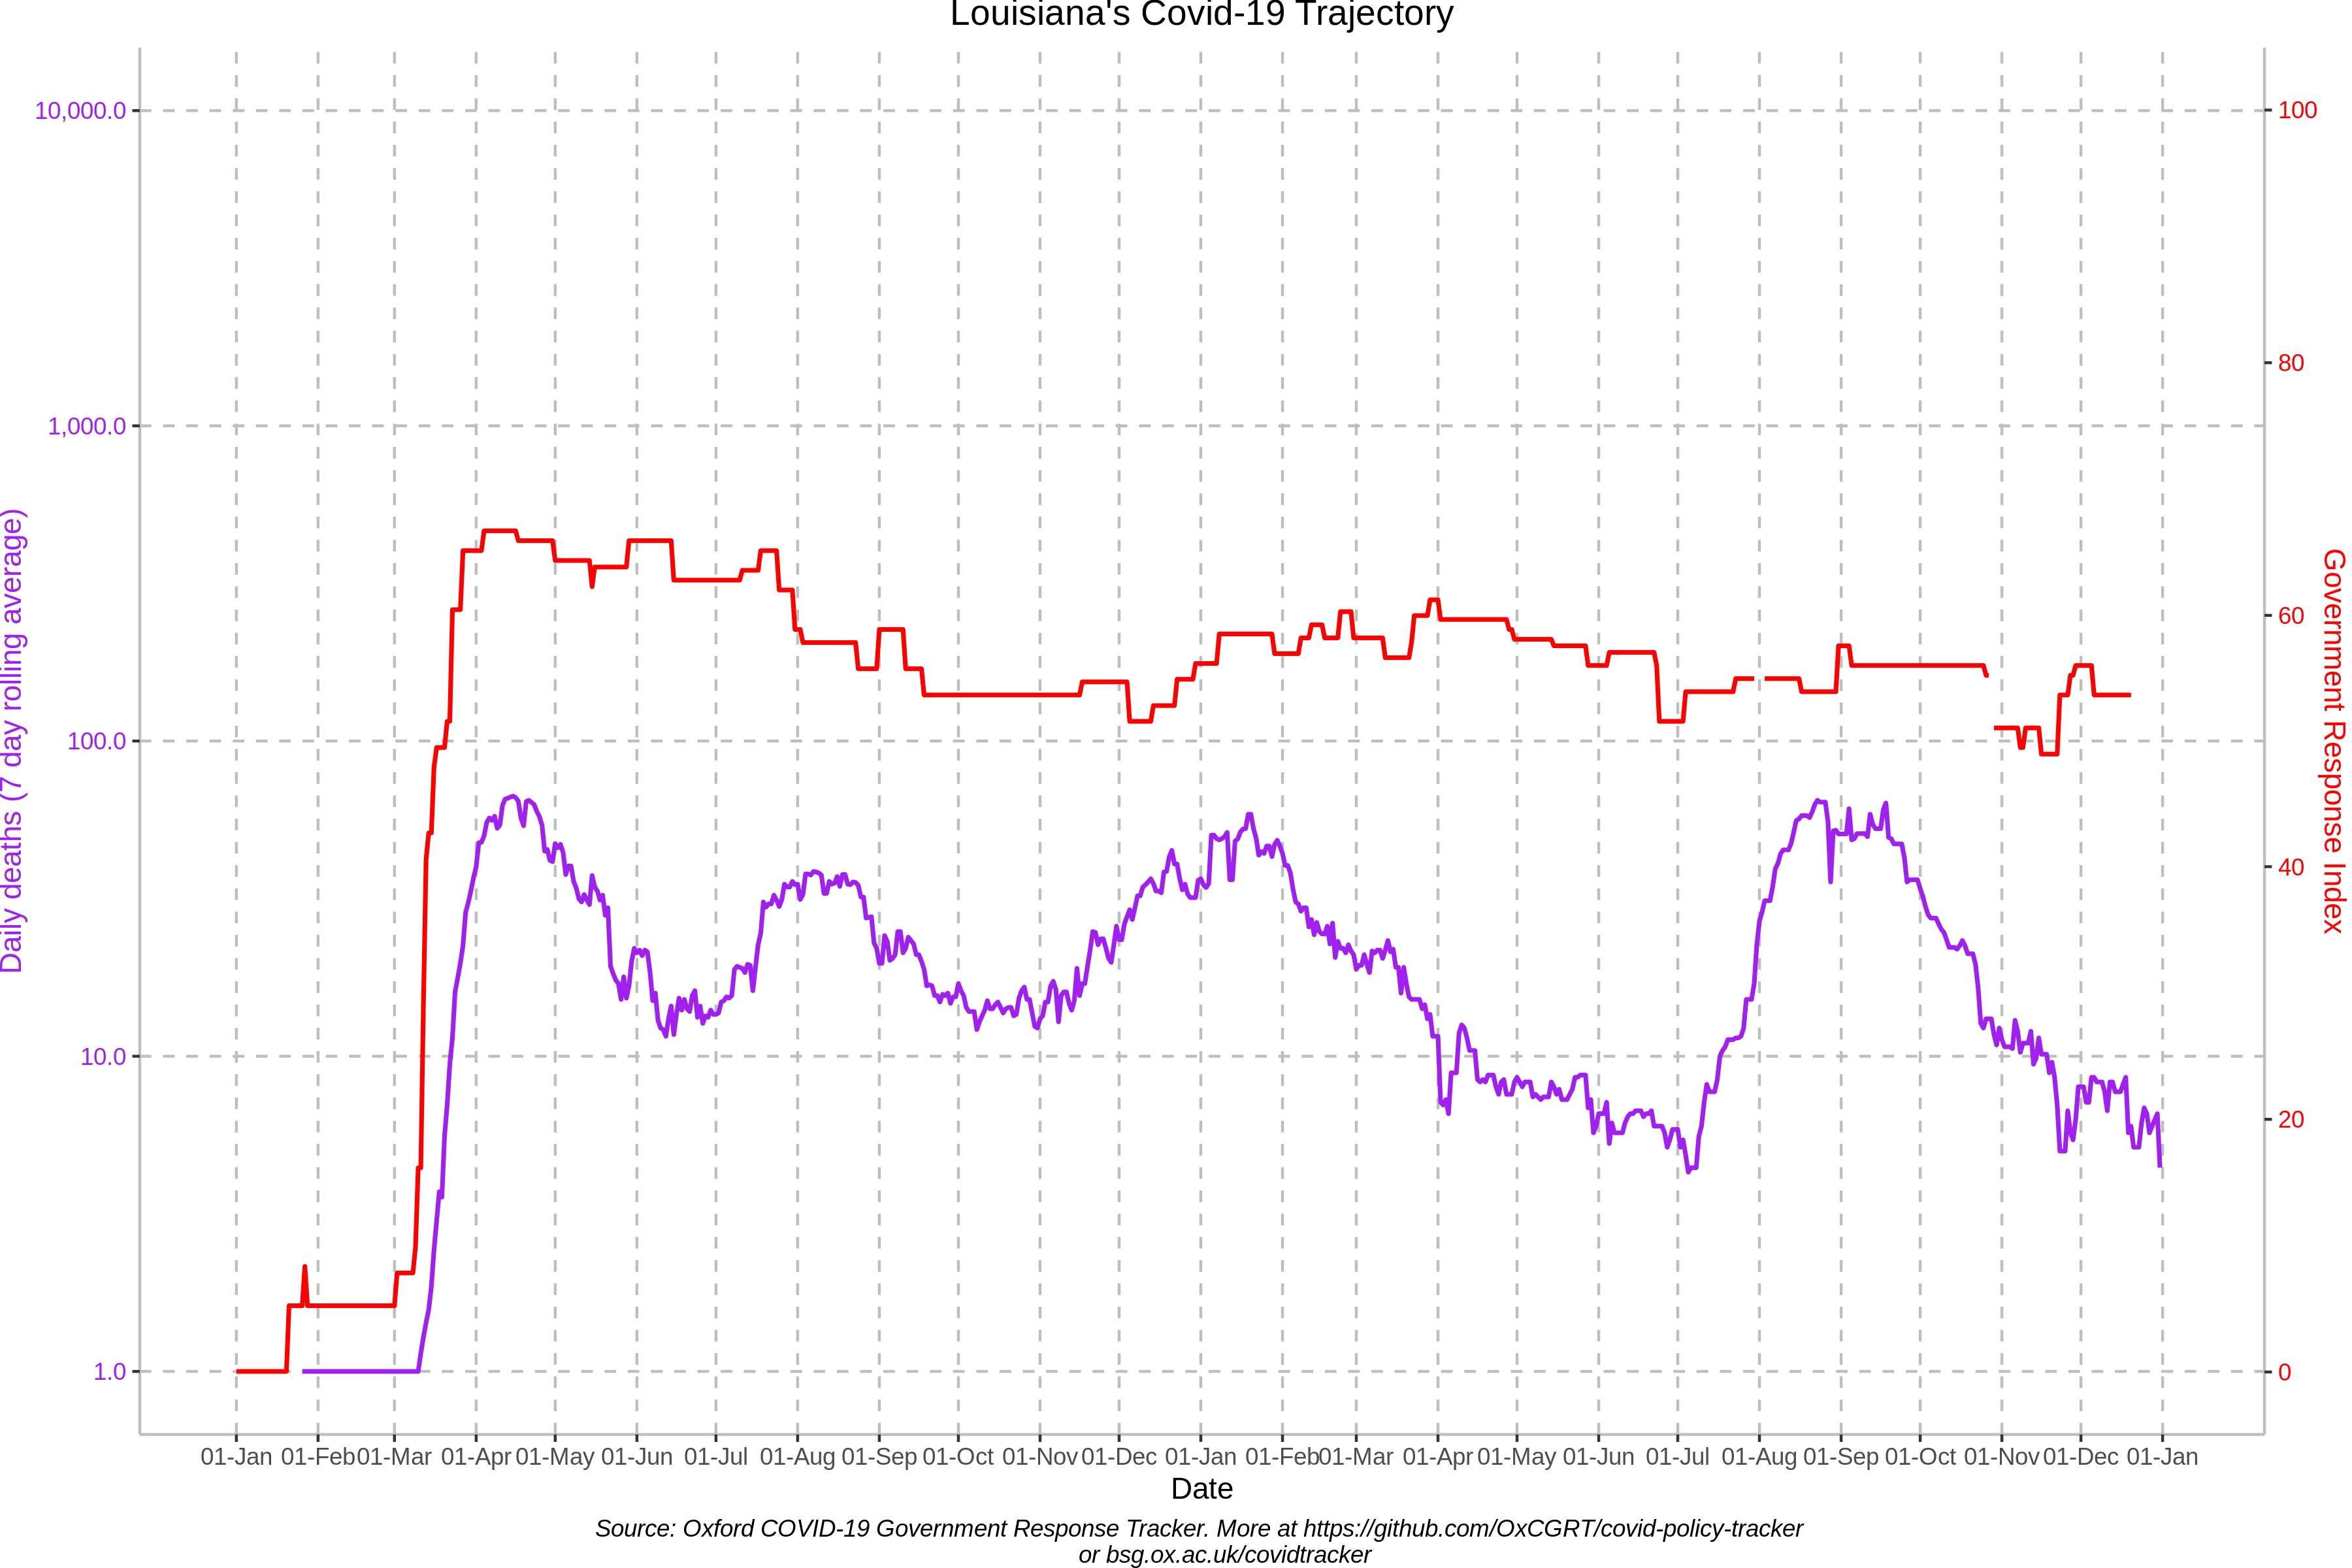 Louisiana's Covid-19 Trajectory
10,000.0
1,000.0
100.0
10.0
1.0
Daily deaths (7 day rolling average)
100
80
60
40
20
0
Government Response Index
01-Jan 01-Feb 01-Mar 01-Apr 01-May 01-Jun 01-Jul 01-Aug 01-Sep 01-Oct 01-Nov 01-Dec 01-Jan 01-Feb 01-Mar 01-Apr 01-May 01-Jun 01-Jul 01-Aug 01-Sep 01-Oct 01-Nov 01-Dec 01-Jan
Date
Source: Oxford COVID-19 Government Response Tracker. More at https://github.com/OxCGRT/covid-policy-tracker
or bsg.ox.ac.uk/covidtracker